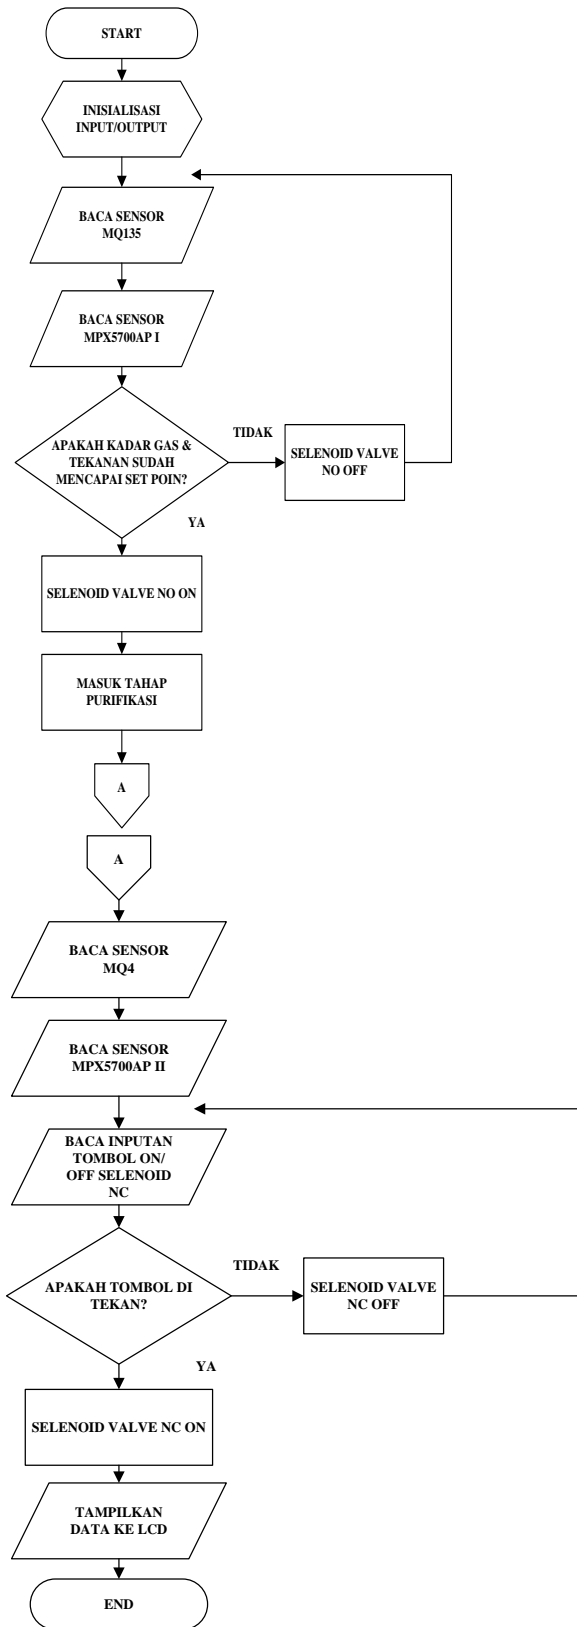 START
INISIALISASI
INPUT/OUTPUT
BACA SENSOR
MQ135
BACA SENSOR
MPX5700AP I
APAKAH KADAR GAS &
TEKANAN SUDAH
MENCAPAI SET POIN?
TIDAK
SELENOID VALVE
NO OFF
YA
SELENOID VALVE NO ON
MASUK TAHAP
PURIFIKASI
A
A
BACA SENSOR
MQ4
BACA SENSOR
MPX5700AP II
BACA INPUTAN
TOMBOL ON/
OFF SELENOID
NC
APAKAH TOMBOL DI
TEKAN?
TIDAK
SELENOID VALVE
NC OFF
YA
SELENOID VALVE NC ON
TAMPILKAN
DATA KE LCD
END